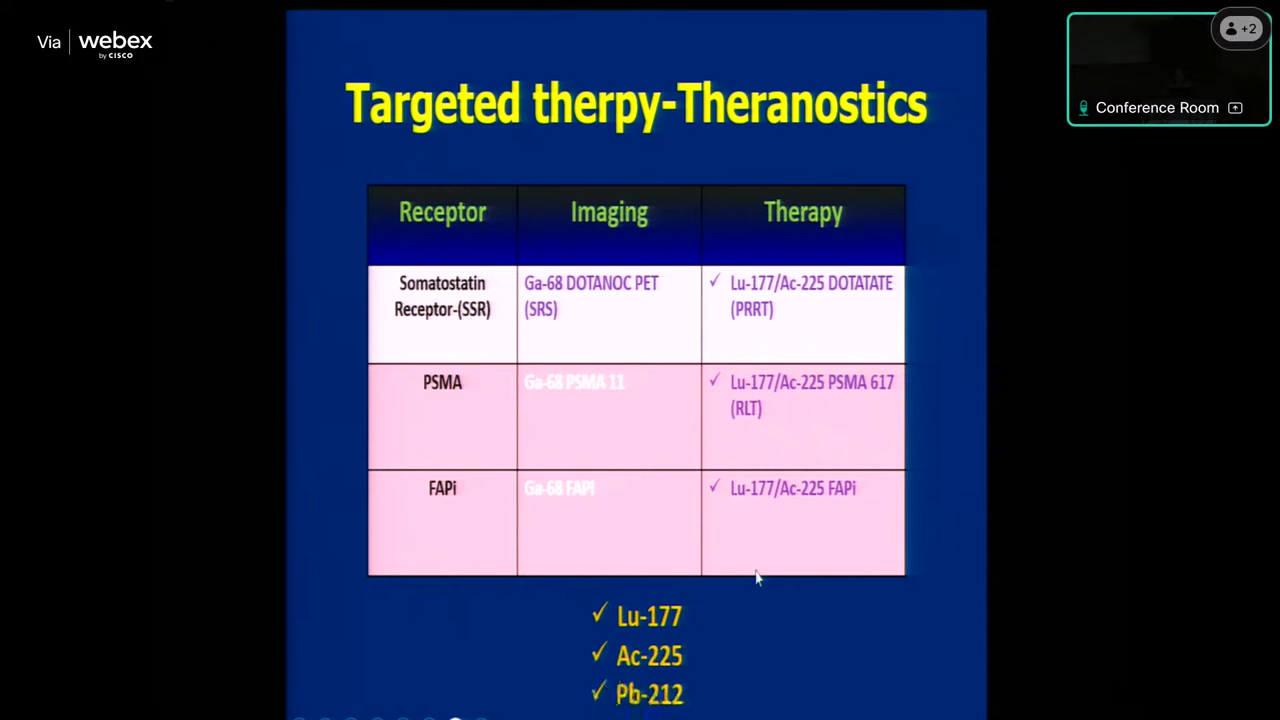 Via webex
by CISCO
+2
Conference Room
Targeted therpy-Theranostics
Receptor Imaging Therapy
Somatostatin Receptor-(SSR)
Ga-68 DOTANOC PET (SRS)
✓ Lu-177/Ac-225 DOTATATE (PRRT)
PSMA
Ga-68 PSMA 11
✓ Lu-177/Ac-225 PSMA 617 (RLT)
FAPi
Ga-68 FAPI
✓ Lu-177/Ac-225 FAPi
✓ Lu-177
✓ Ac-225
✓ Pb-212